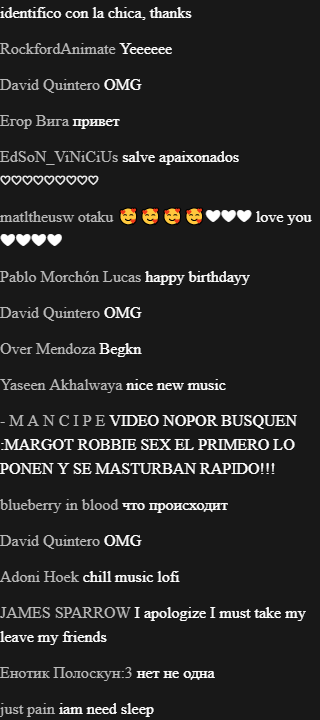 identifico con la chica, thanks
RockfordAnimate Yeeeeee
David Quintero OMG
Егор Вига привет
EdSoN_ViNiCiUs salve apaixonados
♡♡♡♡♡♡♡♡♡
matltheusw otaku 🥰 🥰 🥰 🥰🤍🤍🤍 love you
🤍🤍🤍🤍
Pablo Morchón Lucas happy birthdayy
David Quintero OMG
Over Mendoza Begkn
Yaseen Akhalwaya nice new music
- M A N C I P E VIDEO NOPOR BUSQUEN
:MARGOT ROBBIE SEX EL PRIMERO LO
PONEN Y SE MASTURBAN RAPIDO!!!
blueberry in blood что происходит
David Quintero OMG
Adoni Hoek chill music lofi
JAMES SPARROW I apologize I must take my
leave my friends
Енотик Полоскун:3 нет не одна
just pain iam need sleep